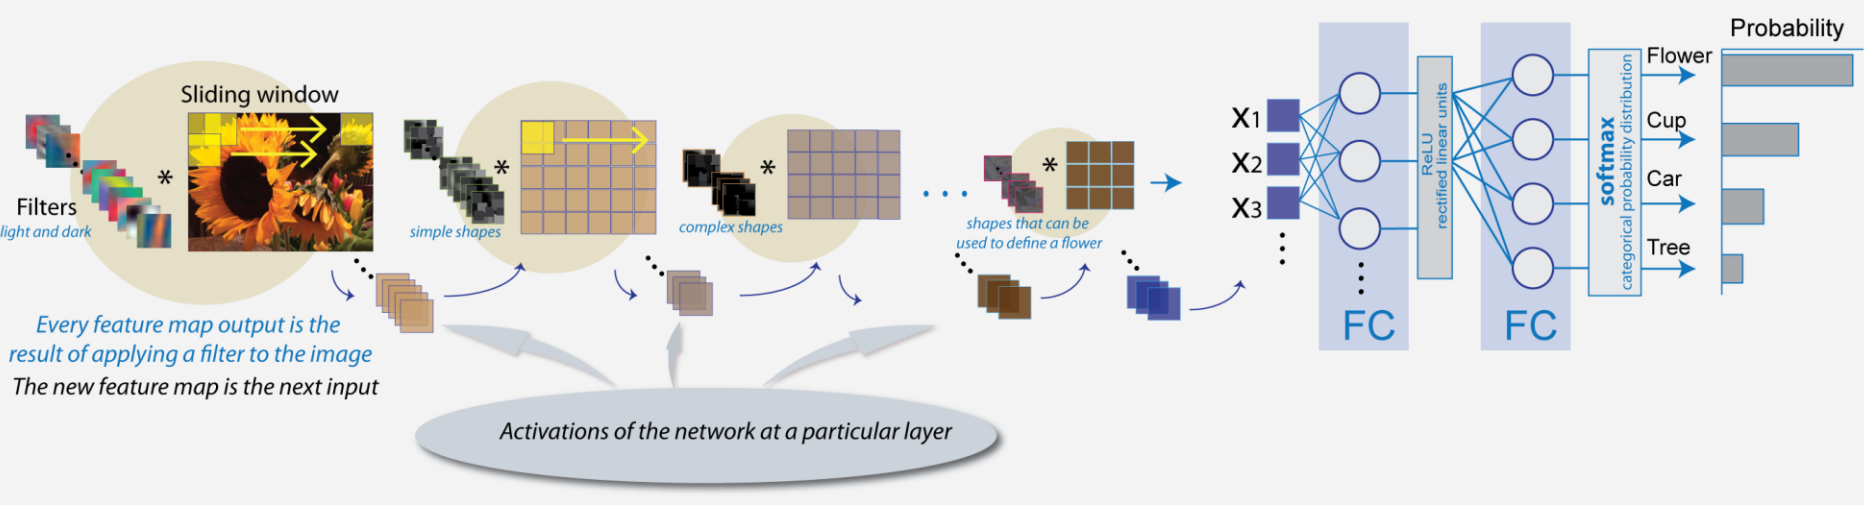 Sliding window
*
Filters
light and dark
*
simple shapes
*
complex shapes
*
shapes that can be
used to define a flower
X1
X2
X3
FC
ReLU
rectified linear units
FC
softmax
categorical probability distribution
Probability
Flower
Cup
Car
Tree
Every feature map output is the
result of applying a filter to the image
The new feature map is the next input
Activations of the network at a particular layer